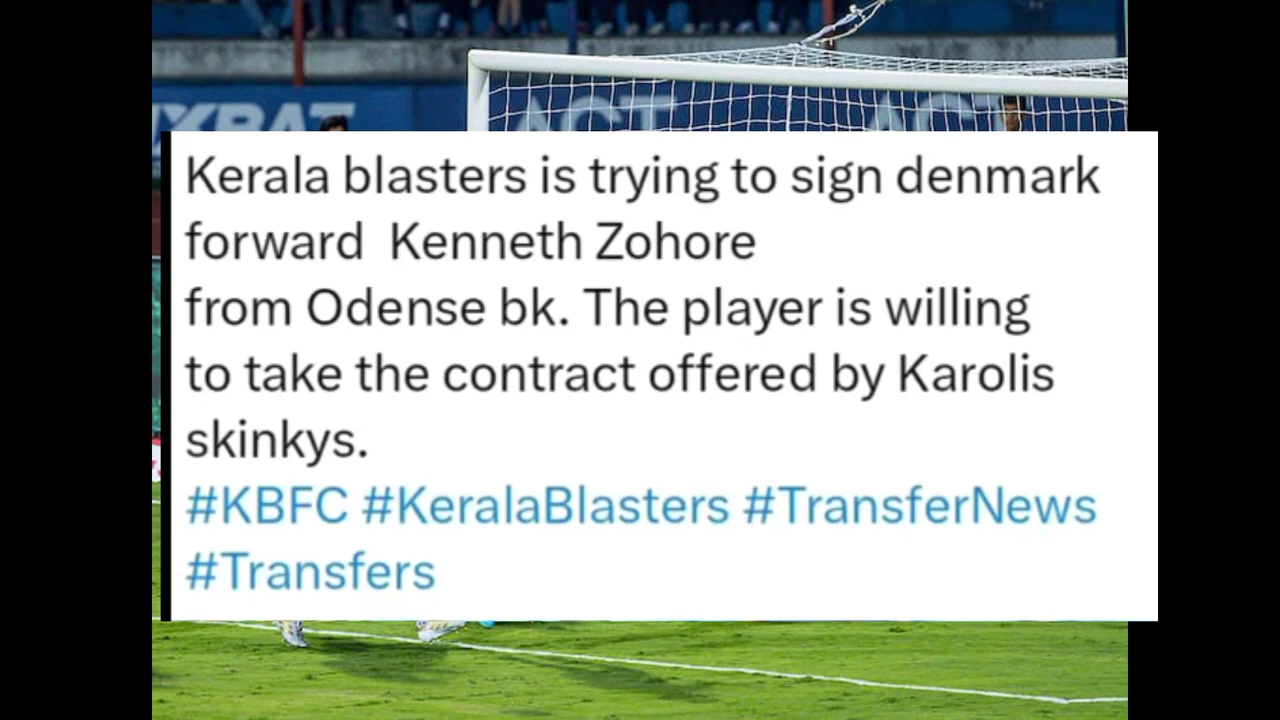 ACT
Kerala blasters is trying to sign denmark
forward Kenneth Zohore
from Odense bk. The player is willing
to take the contract offered by Karolis
skinkys.
#KBFC #KeralaBlasters #TransferNews
#Transfers